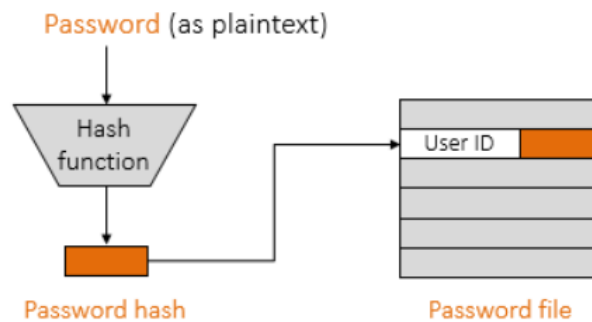 Password (as plaintext)
Hash
function
User ID
Password hash
Password file